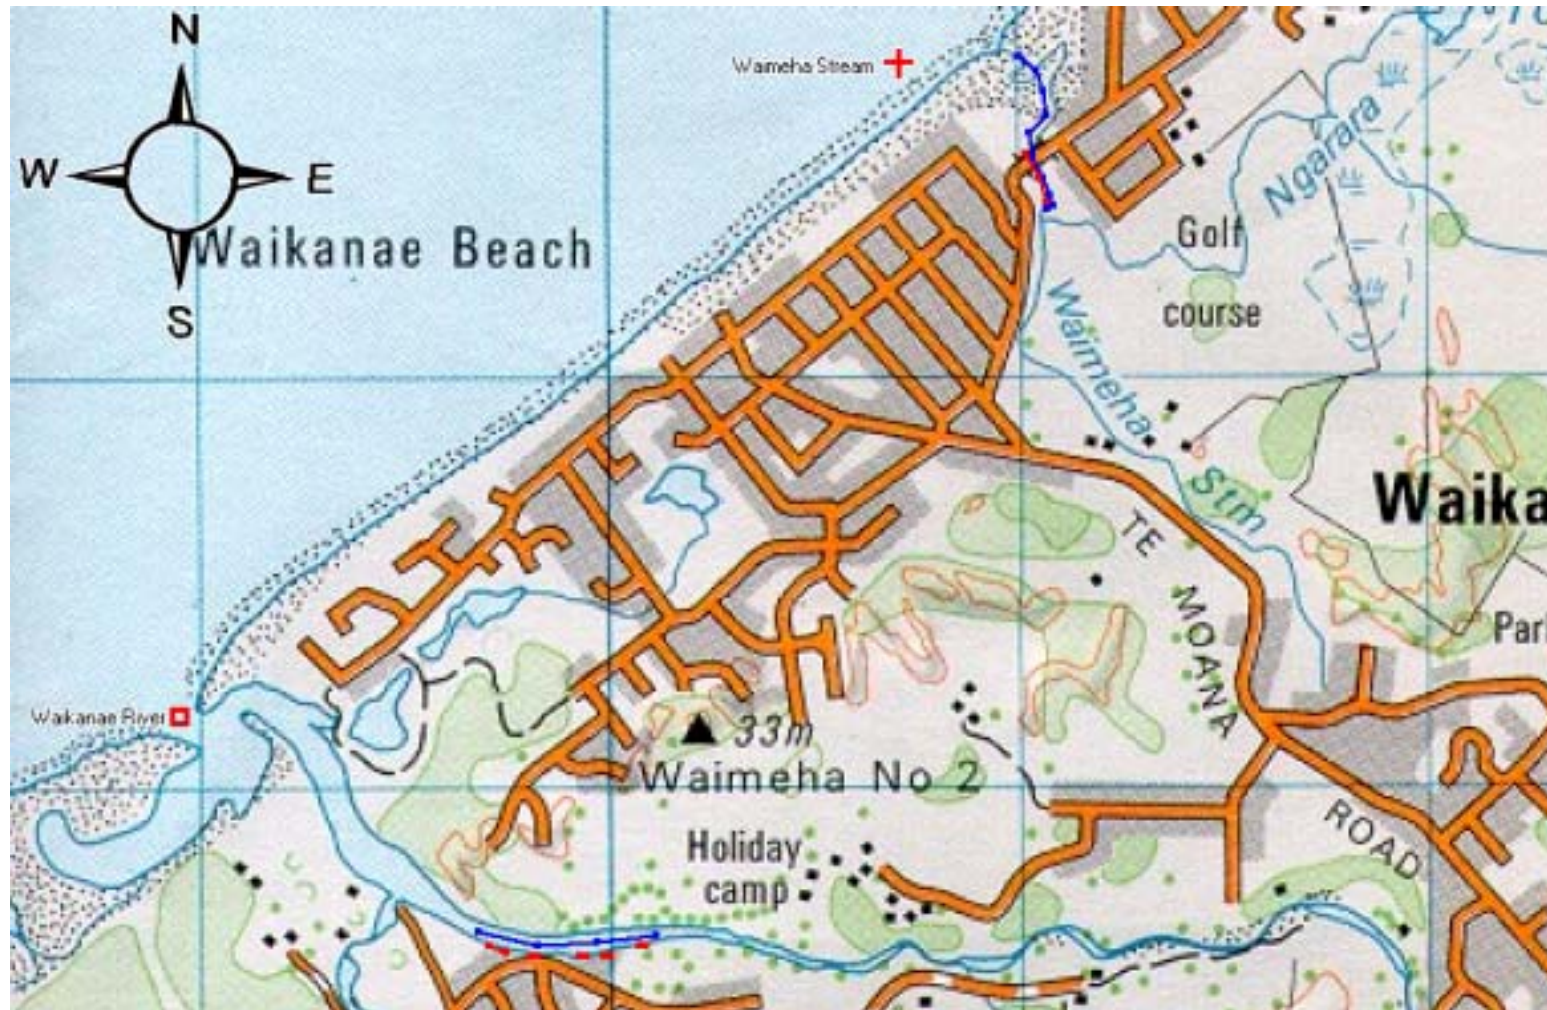 N
Waimeha Stream
W
E
Ngarara
Waikanae Beach
Golf
course
S
Waimeha
Stm
Waika
TE
MOANA
Par
Waikanae River
33m
Waimeha No 2
ROAD
Holiday
camp